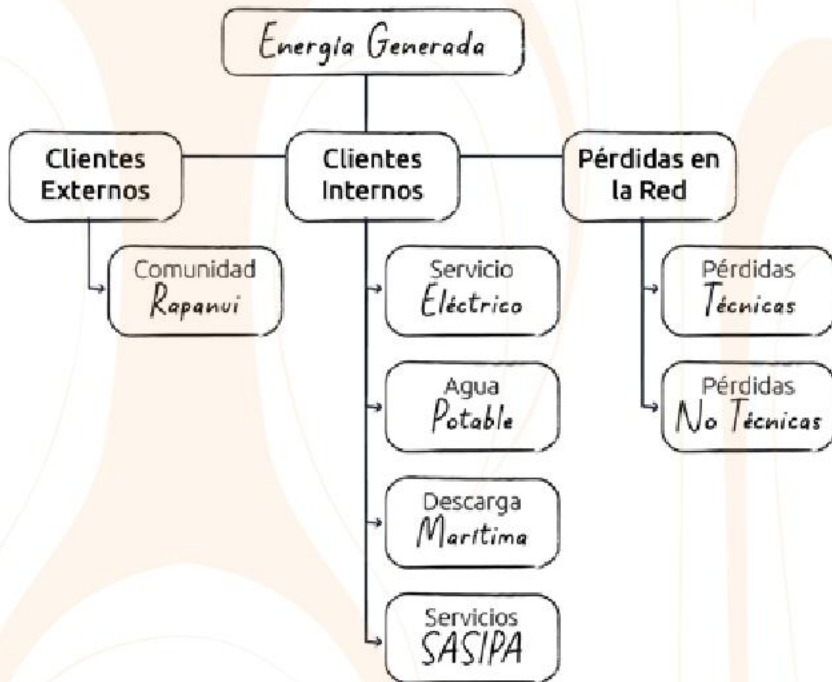 Energía Generada
Clientes
Externos
Clientes
Internos
Pérdidas en
la Red
Comunidad
Rapanui
Servicio
Eléctrico
Pérdidas
Técnicas
Agua
Potable
Pérdidas
No Técnicas
Descarga
Marítima
Servicios
SASIPA